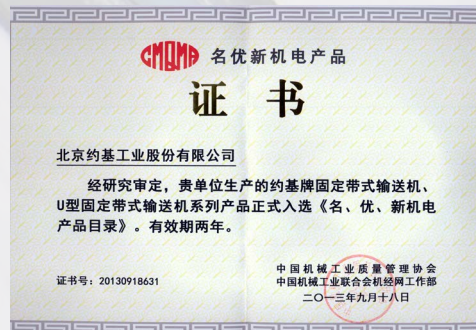 CMQMA 名优新机电产品
证书
北京约基工业股份有限公司
经研究审定，贵单位生产的约基牌固定带式输送机、
U型固定带式输送机系列产品正式入选《名、优、新机电
产品目录》。有效期两年。
中国机械工业质量管理协会
证书号：20130918631
中国机械工业联合会机经网工作部
二〇一三年九月十八日